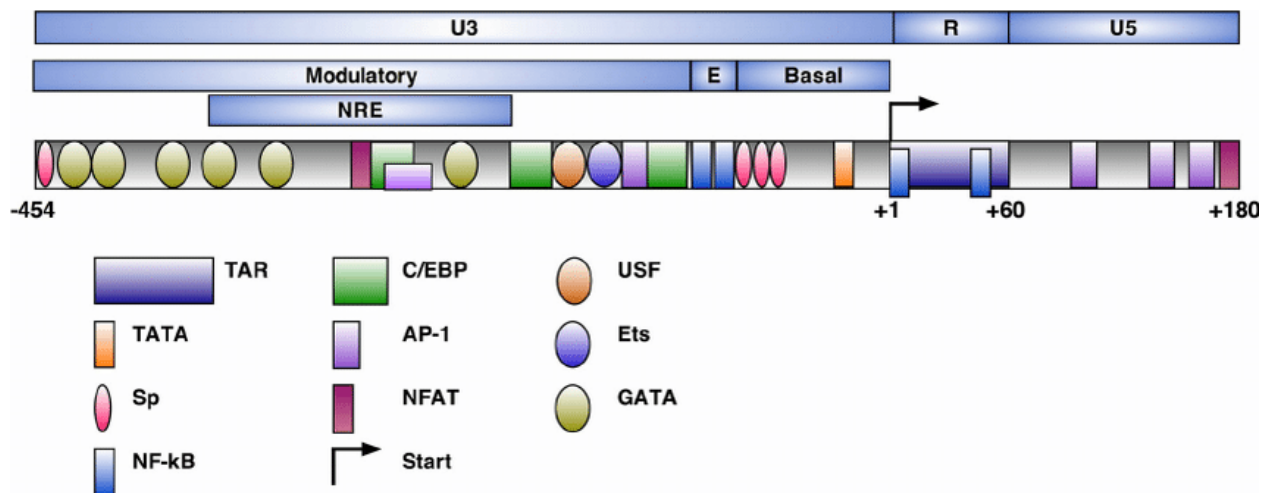 U3 R U5
Modulatory E Basal
NRE
-454 +1 +60 +180
TAR C/EBP USF
TATA AP-1 Ets
Sp NFAT GATA
NF-kB Start